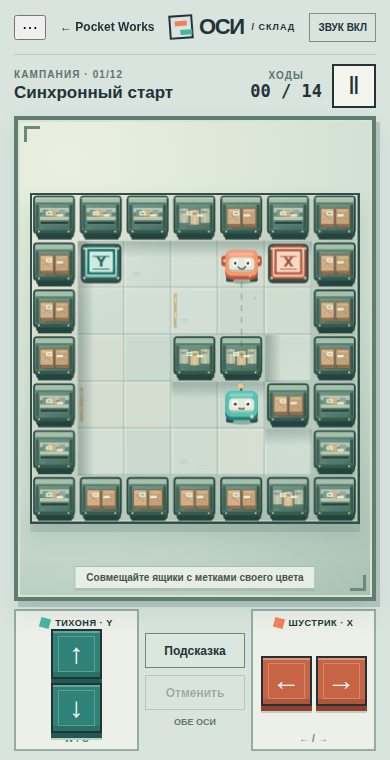 ← Pocket Works
ОСИ / СКЛАД
ЗВУК ВКЛ
КАМПАНИЯ · 01/12
Синхронный старт
ХОДЫ
00 / 14
Y
X
Совмещайте ящики с метками своего цвета
ТИХОНЯ · Y
↑
↓
Подсказка
Отменить
ОБЕ ОСИ
ШУСТРИК · X
← →
← / →